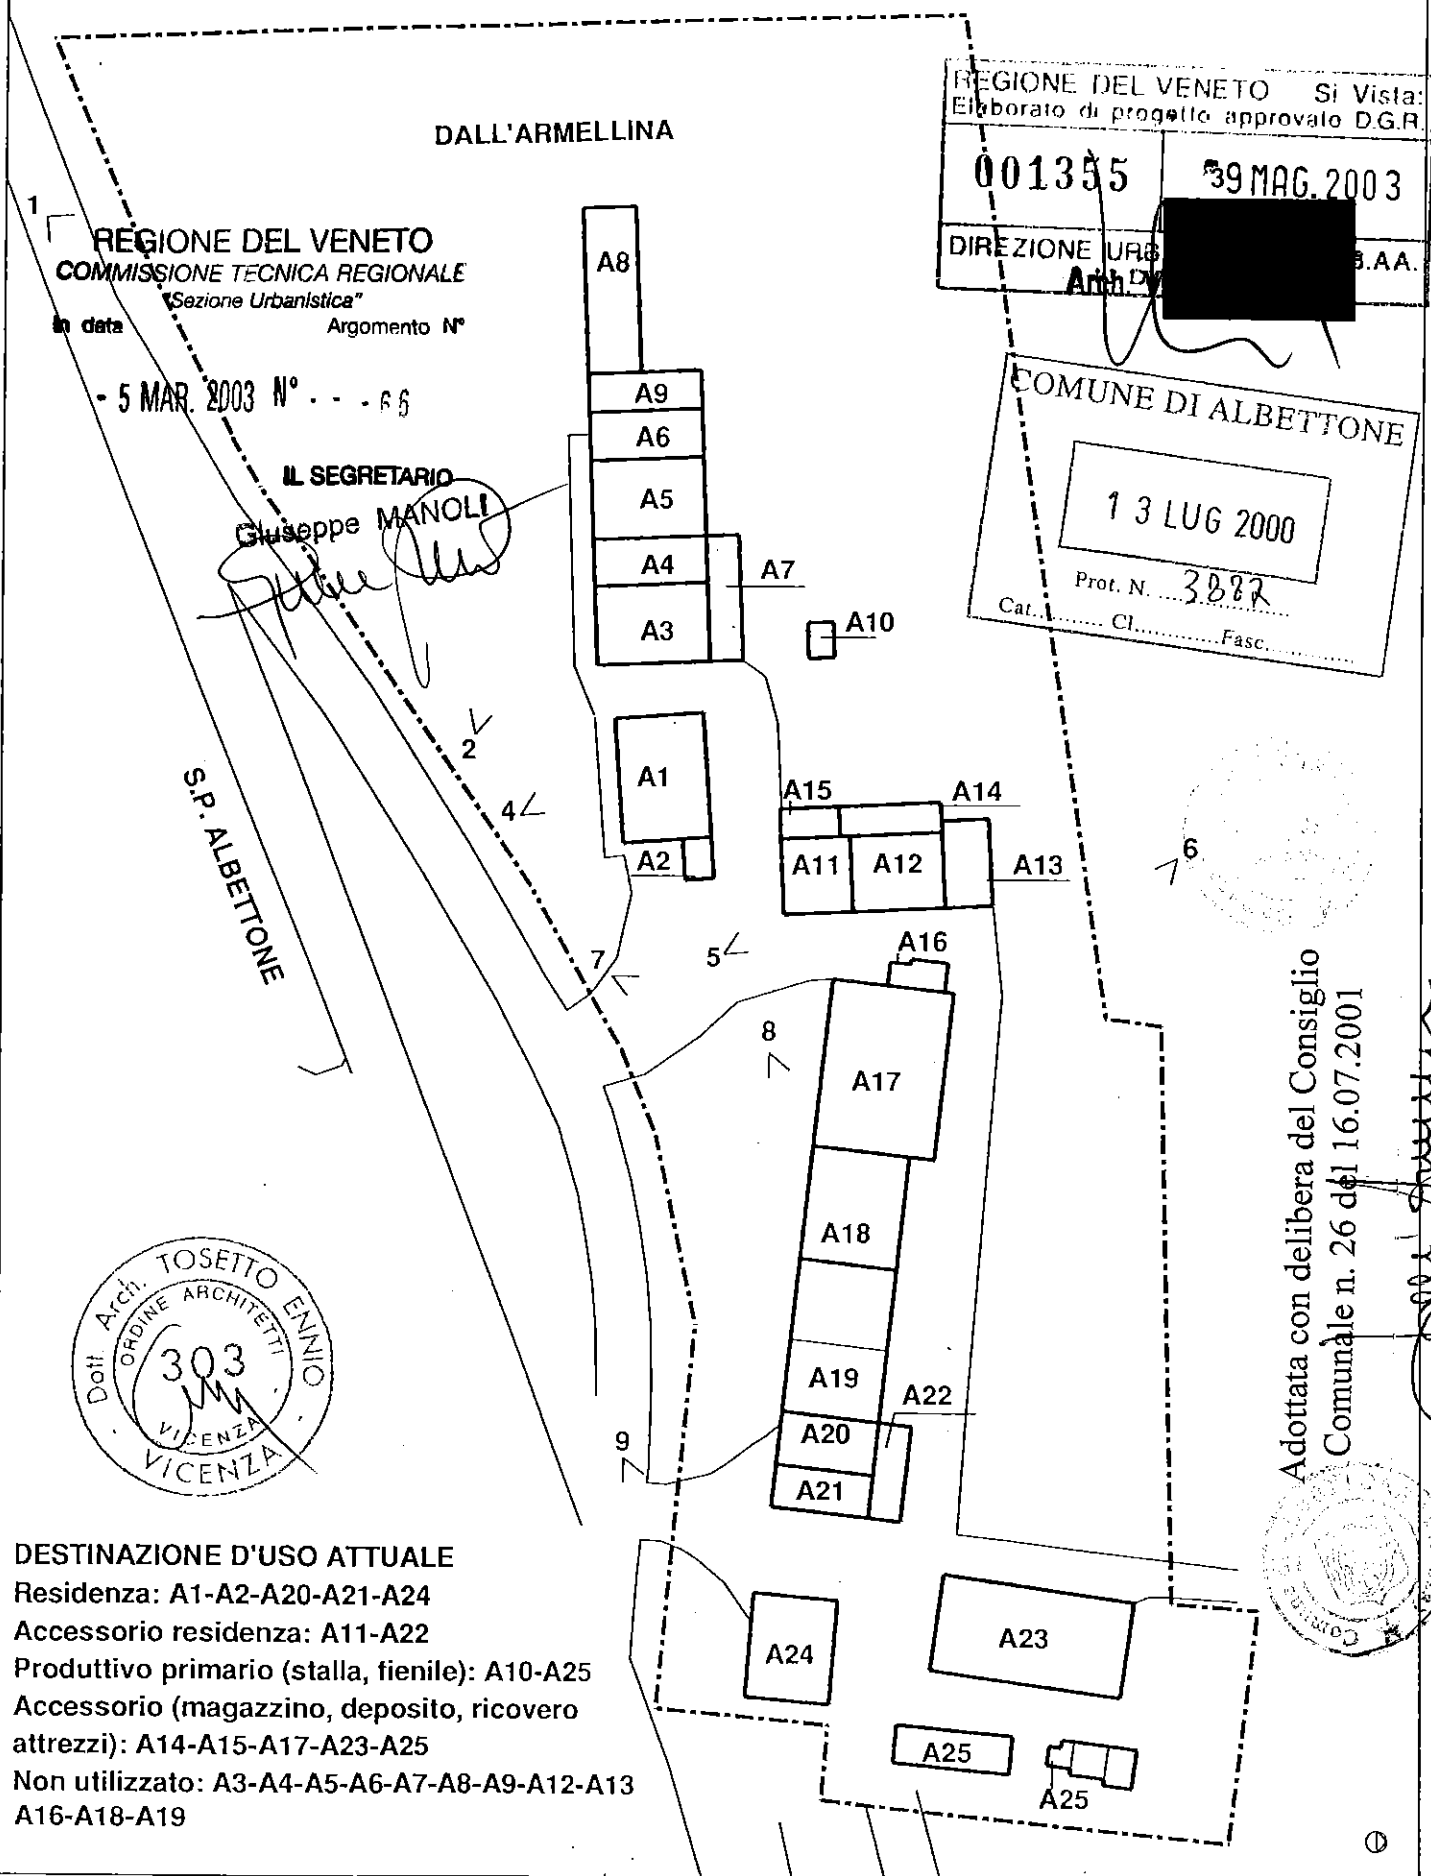 DALL'ARMELLINA
REGIONE DEL VENETO Si Vista:
Elaborato di progetto approvato D.G.R.
001355
39 MAG. 2003
DIREZIONE URB
B.AA.
Arch.
1
REGIONE DEL VENETO
COMMISSIONE TECNICA REGIONALE
"Sezione Urbanistica"
In data Argomento N°
- 5 MAR. 2003 N° - - - 66
IL SEGRETARIO
Giuseppe MANOLI
COMUNE DI ALBETTONE
13 LUG 2000
Prot. N. 3882
Cat. Cl. Fasc.
A8
A9
A6
A5
A4
A7
A3
A10
2
A1
4
A15
A14
A2
A11
A12
A13
6
S.P. ALBETTONE
7
5
A16
8
A17
A18
A19
A22
A20
9
A21
Adottata con delibera del Consiglio
Comunale n. 26 del 16.07.2001
Dott. Arch. TOSETTO ENNIO
ORDINE ARCHITETTI
303
VICENZA
VICENZA
A24
A23
A25
A25
DESTINAZIONE D'USO ATTUALE
Residenza: A1-A2-A20-A21-A24
Accessorio residenza: A11-A22
Produttivo primario (stalla, fienile): A10-A25
Accessorio (magazzino, deposito, ricovero
attrezzi): A14-A15-A17-A23-A25
Non utilizzato: A3-A4-A5-A6-A7-A8-A9-A12-A13
A16-A18-A19